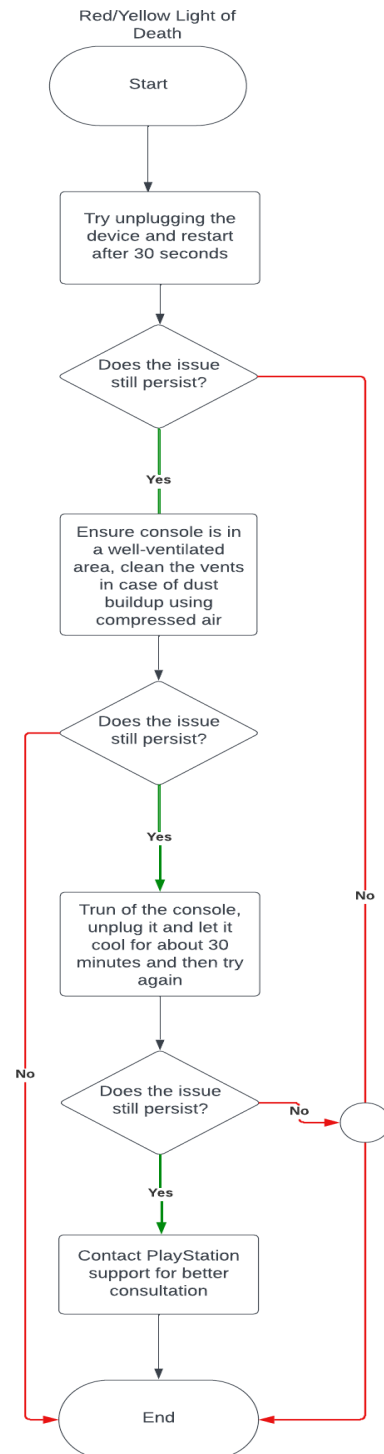 Red/Yellow Light of
Death
Start
Try unplugging the
device and restart
after 30 seconds
Does the issue
still persist?
Yes
Ensure console is in
a well-ventilated
area, clean the vents
in case of dust
buildup using
compressed air
Does the issue
still persist?
Yes
No
Trun of the console,
unplug it and let it
cool for about 30
minutes and then try
again
No
Does the issue
still persist?
No
Yes
Contact PlayStation
support for better
consultation
End